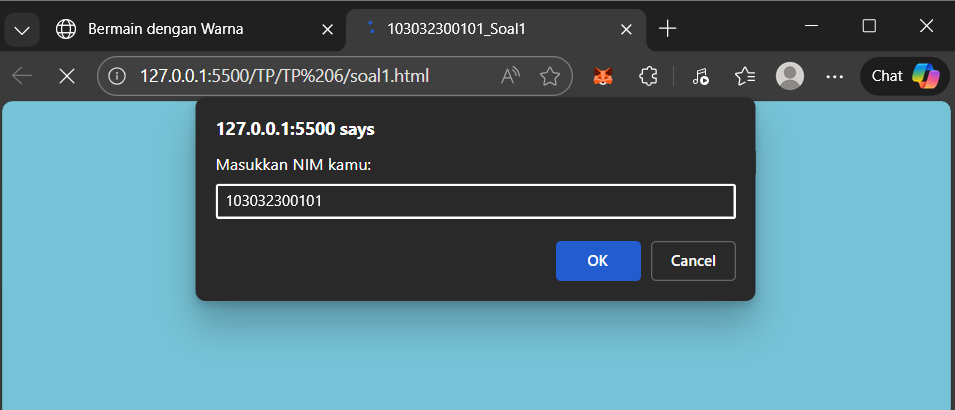 Bermain dengan Warna
103032300101_Soal1
127.0.0.1:5500/TP/TP%206/soal1.html
Chat
127.0.0.1:5500 says
Masukkan NIM kamu:
103032300101
OK
Cancel